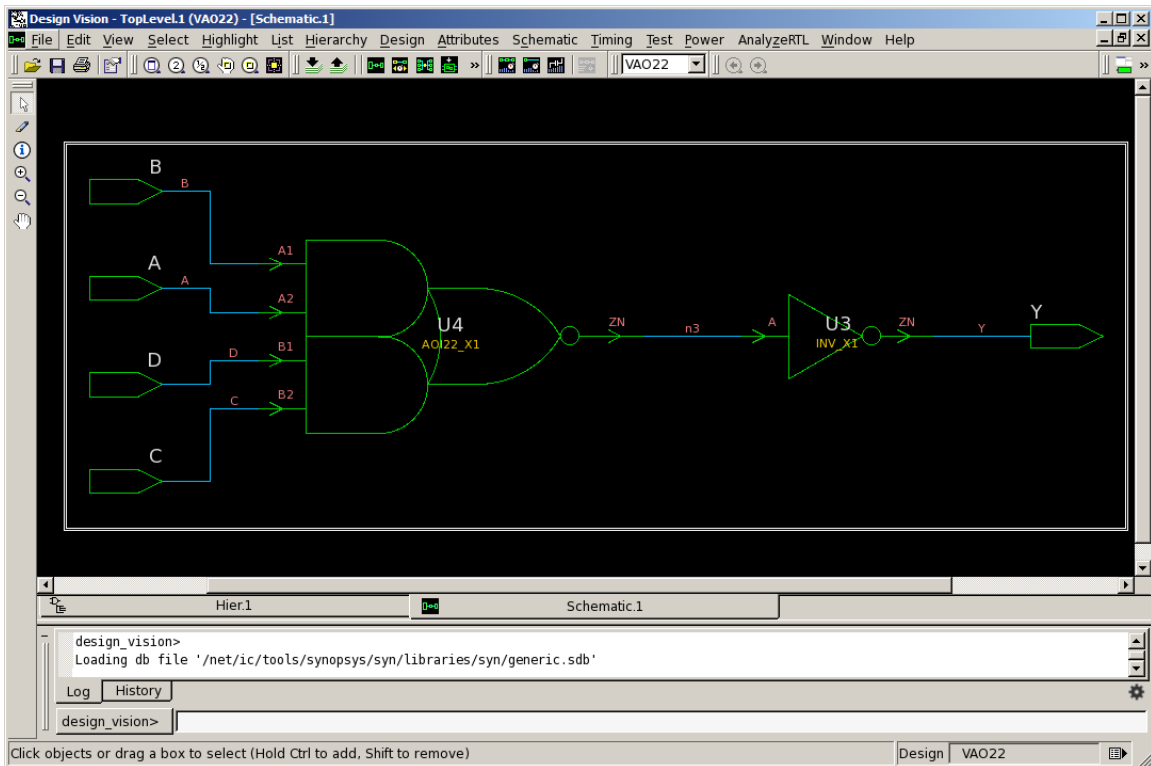 Design Vision - TopLevel.1 (VAO22) - [Schematic.1]
File Edit View Select Highlight List Hierarchy Design Attributes Schematic Timing Test Power AnalyzeRTL Window Help
VAO22
B
B
A1
A
A
A2
U4
AOI22_X1
ZN
n3
A
U3
INV_X1
ZN
Y
Y
D
D
B1
C
B2
C
Hier.1 Schematic.1
design_vision>
Loading db file '/net/ic/tools/synopsys/syn/libraries/syn/generic.sdb'
Log History
design_vision>
Click objects or drag a box to select (Hold Ctrl to add, Shift to remove) Design VAO22